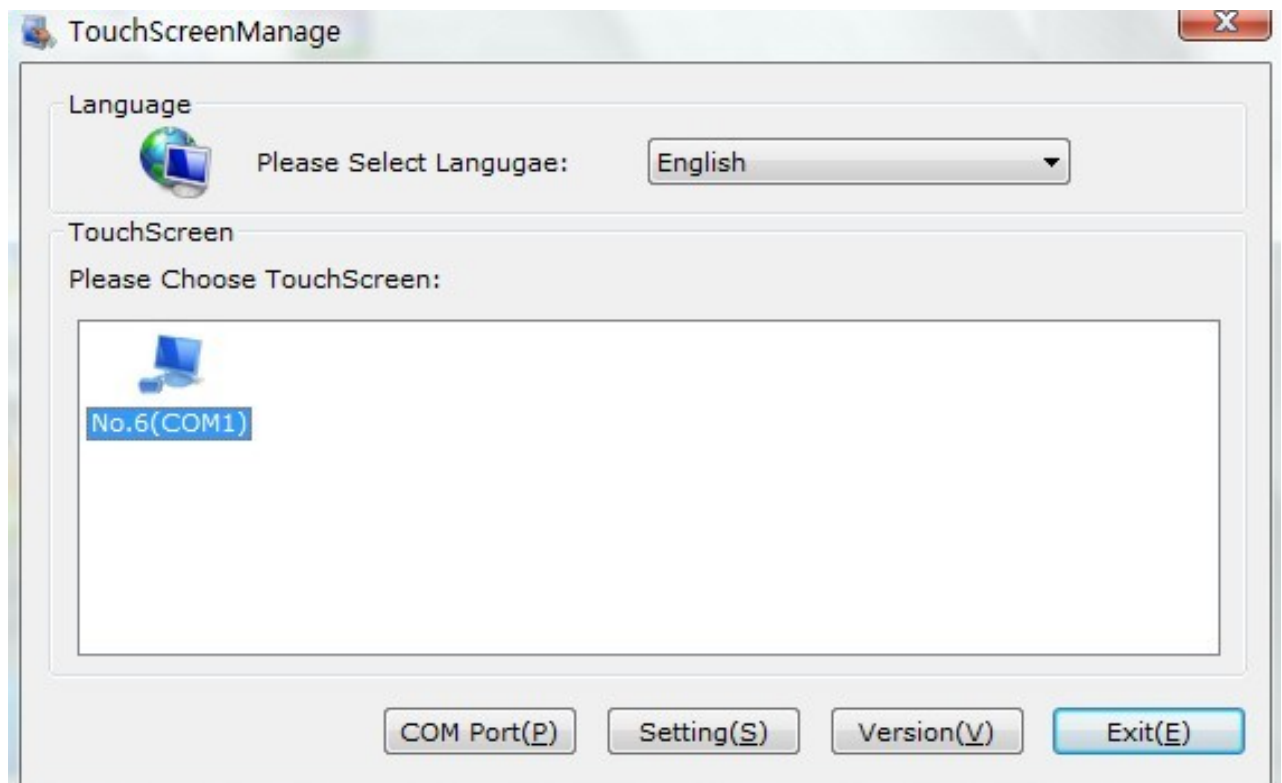 TouchScreenManage
X
Language
Please Select Langugae:
English
TouchScreen
Please Choose TouchScreen:
No.6(COM1)
COM Port(P)
Setting(S)
Version(V)
Exit(E)